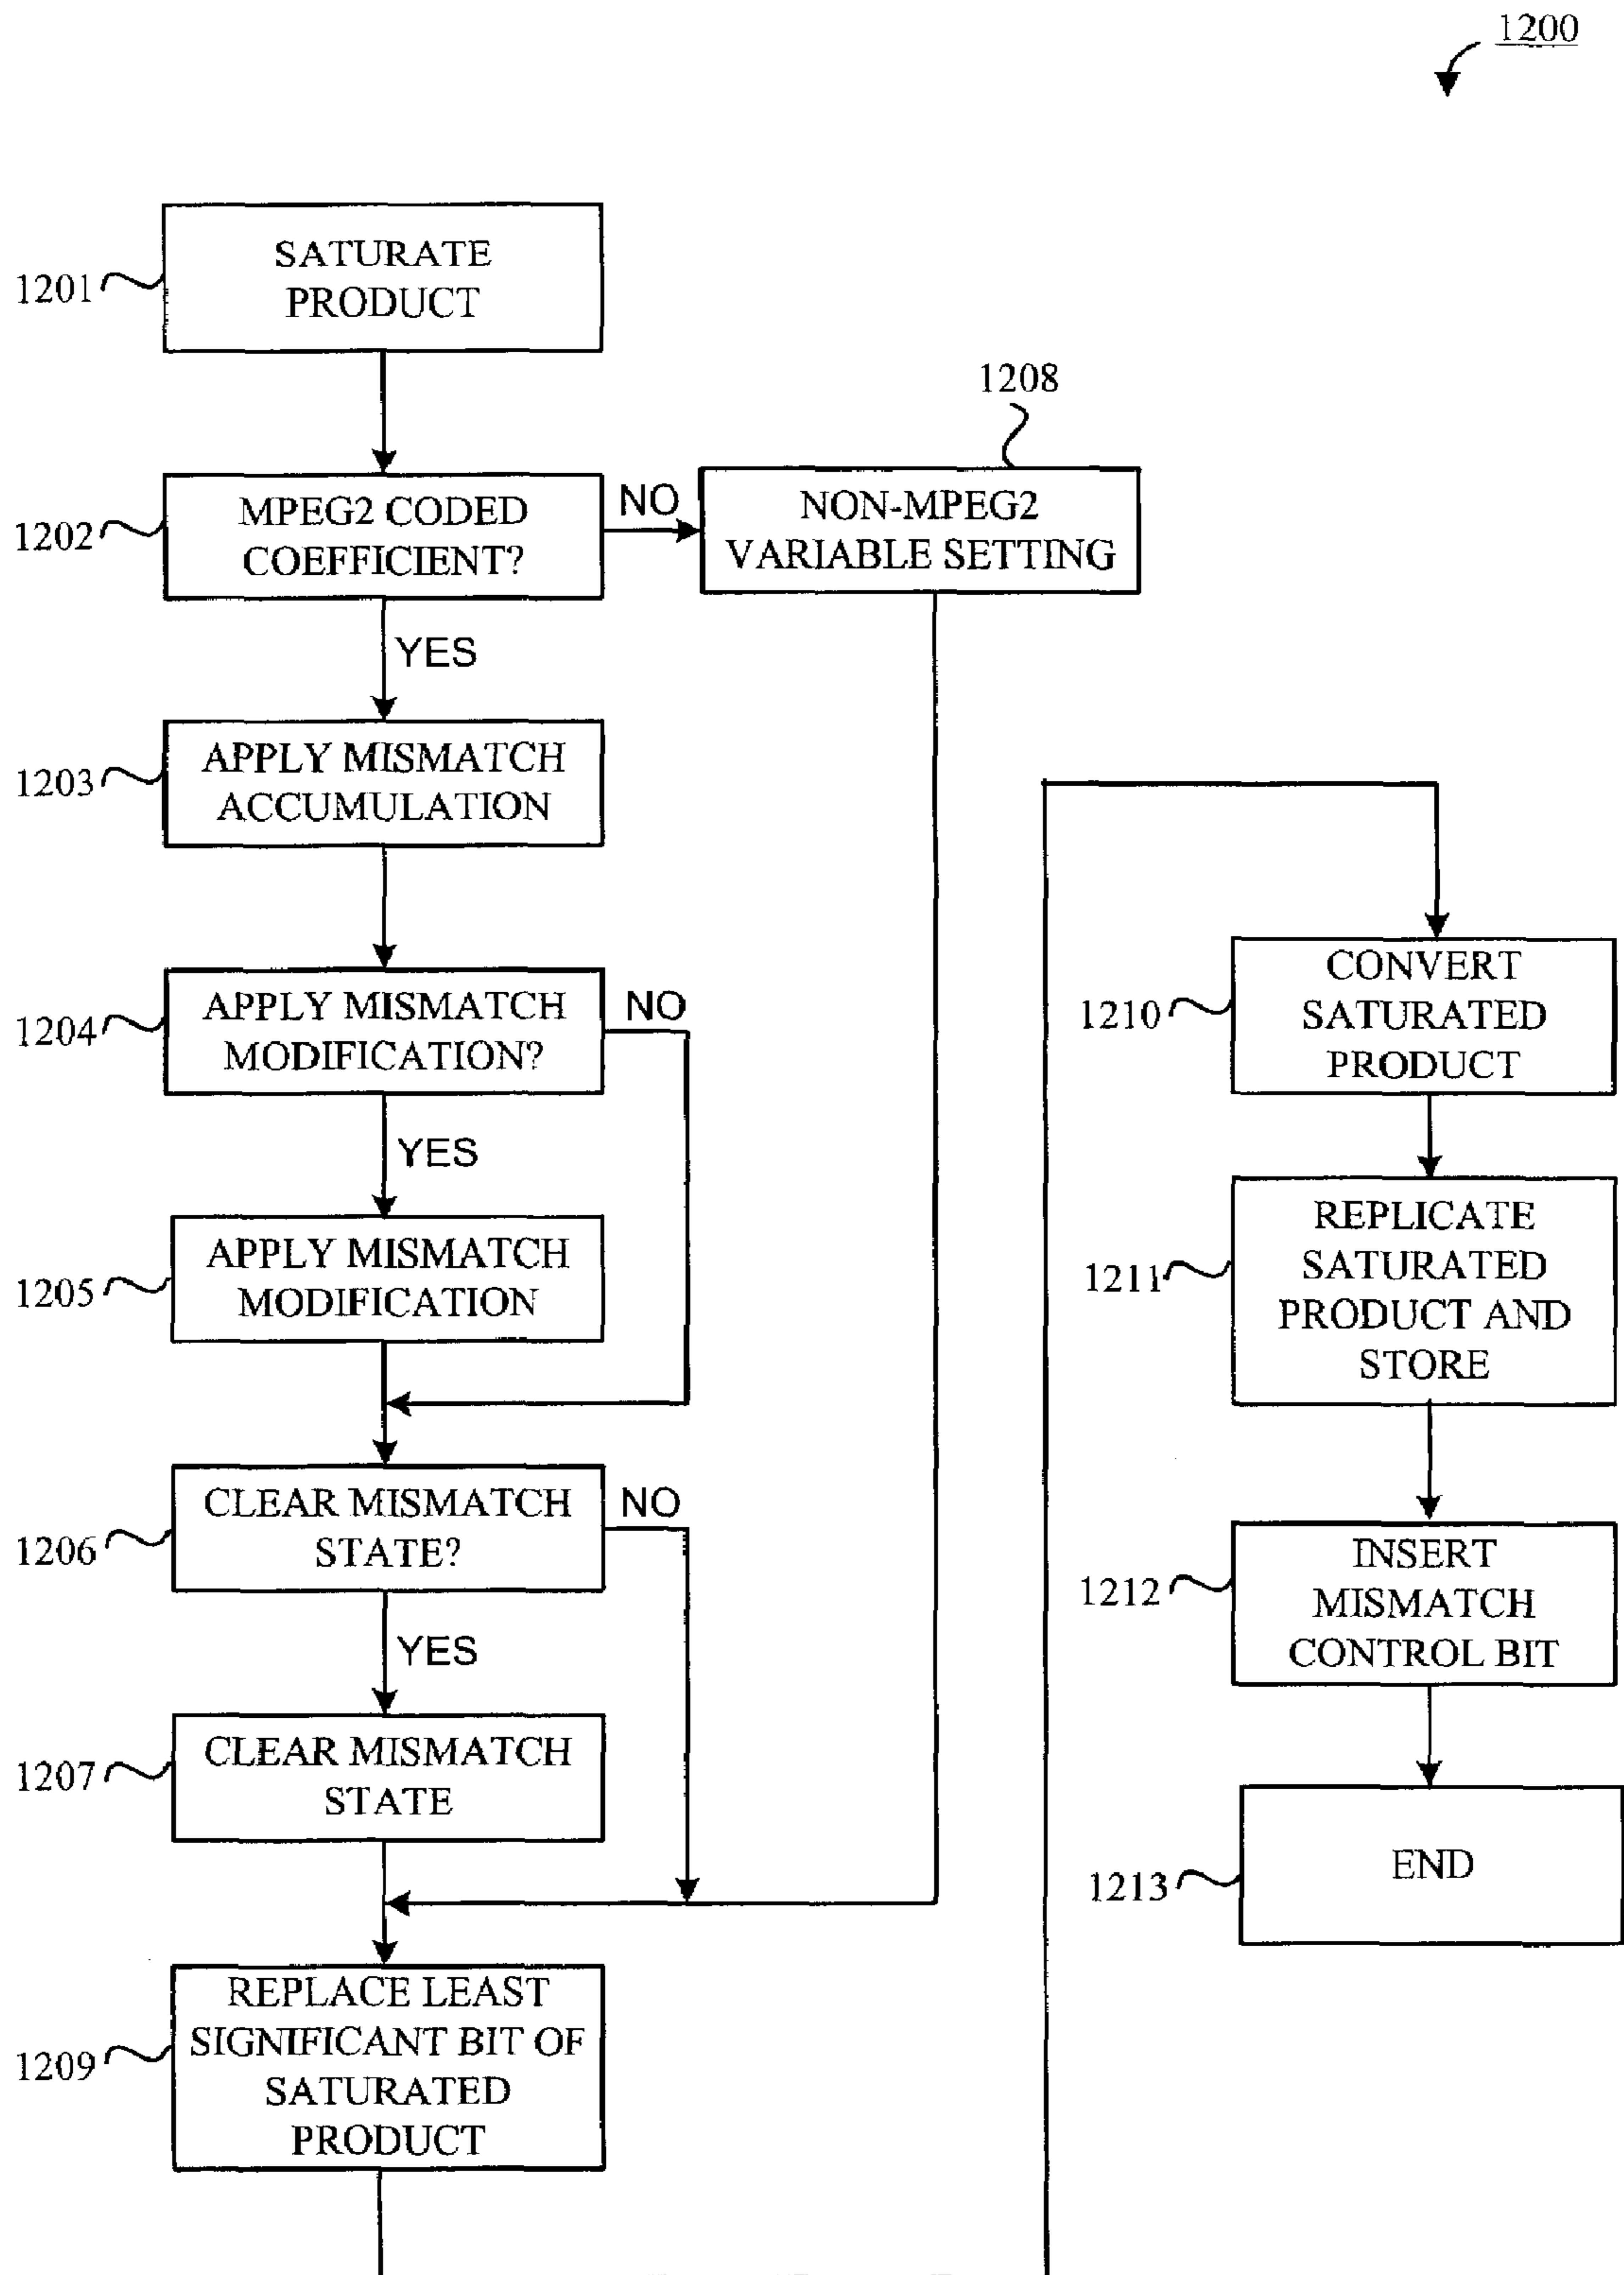 1200
SATURATE
PRODUCT
1201
1208
MPEG2 CODED
COEFFICIENT?
1202
NO
NON-MPEG2
VARIABLE SETTING
YES
APPLY MISMATCH
ACCUMULATION
1203
APPLY MISMATCH
MODIFICATION?
1204
NO
YES
APPLY MISMATCH
MODIFICATION
1205
CLEAR MISMATCH
STATE?
1206
NO
YES
CLEAR MISMATCH
STATE
1207
REPLACE LEAST
SIGNIFICANT BIT OF
SATURATED
PRODUCT
1209
CONVERT
SATURATED
PRODUCT
1210
REPLICATE
SATURATED
PRODUCT AND
STORE
1211
INSERT
MISMATCH
CONTROL BIT
1212
END
1213